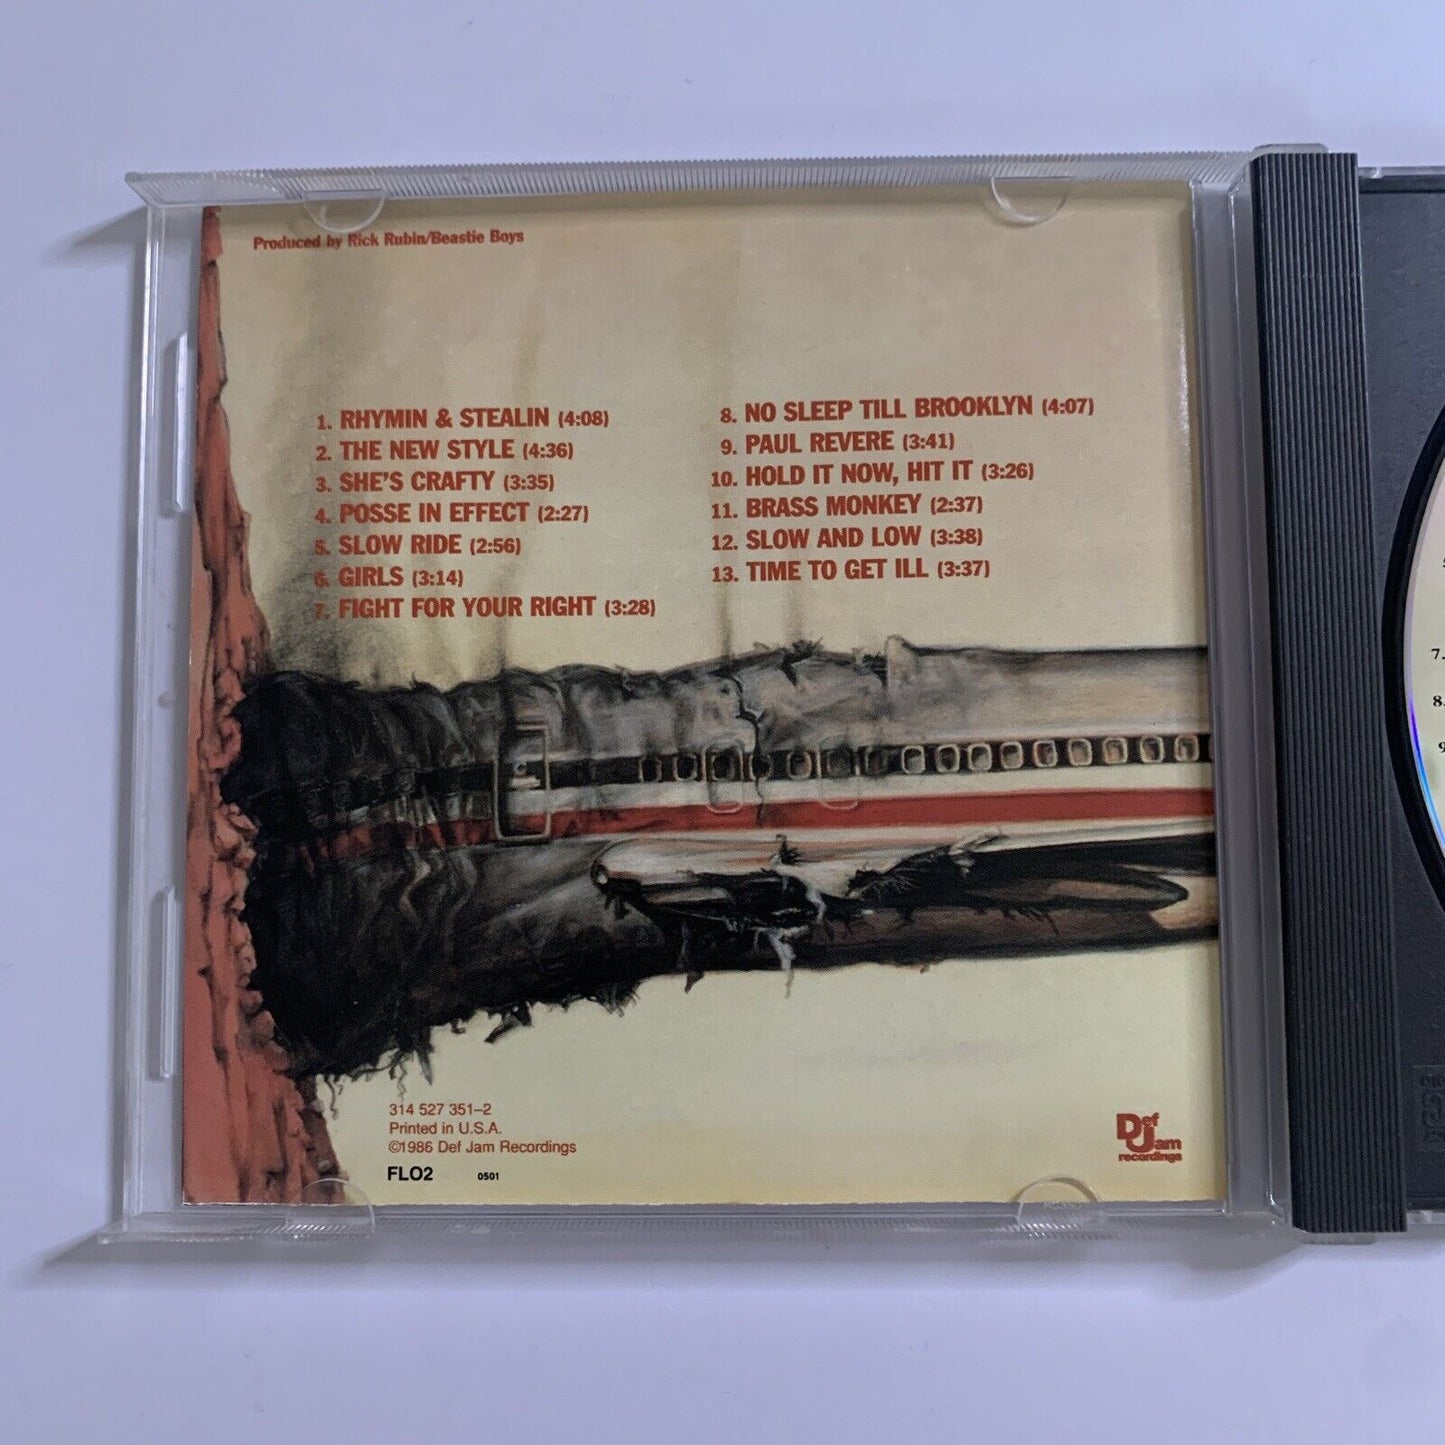 Produced by Rick Rubin/Beastie Boys
1. RHYMIN & STEALIN (4:08)
2. THE NEW STYLE (4:36)
3. SHE'S CRAFTY (3:35)
4. POSSE IN EFFECT (2:27)
5. SLOW RIDE (2:56)
6. GIRLS (3:14)
7. FIGHT FOR YOUR RIGHT (3:28)
8. NO SLEEP TILL BROOKLYN (4:07)
9. PAUL REVERE (3:41)
10. HOLD IT NOW, HIT IT (3:26)
11. BRASS MONKEY (2:37)
12. SLOW AND LOW (3:38)
13. TIME TO GET ILL (3:37)
314 527 351–2
Printed in U.S.A.
©1986 Def Jam Recordings
FLO2 0501
Def
Jam
recordings
7.
8.